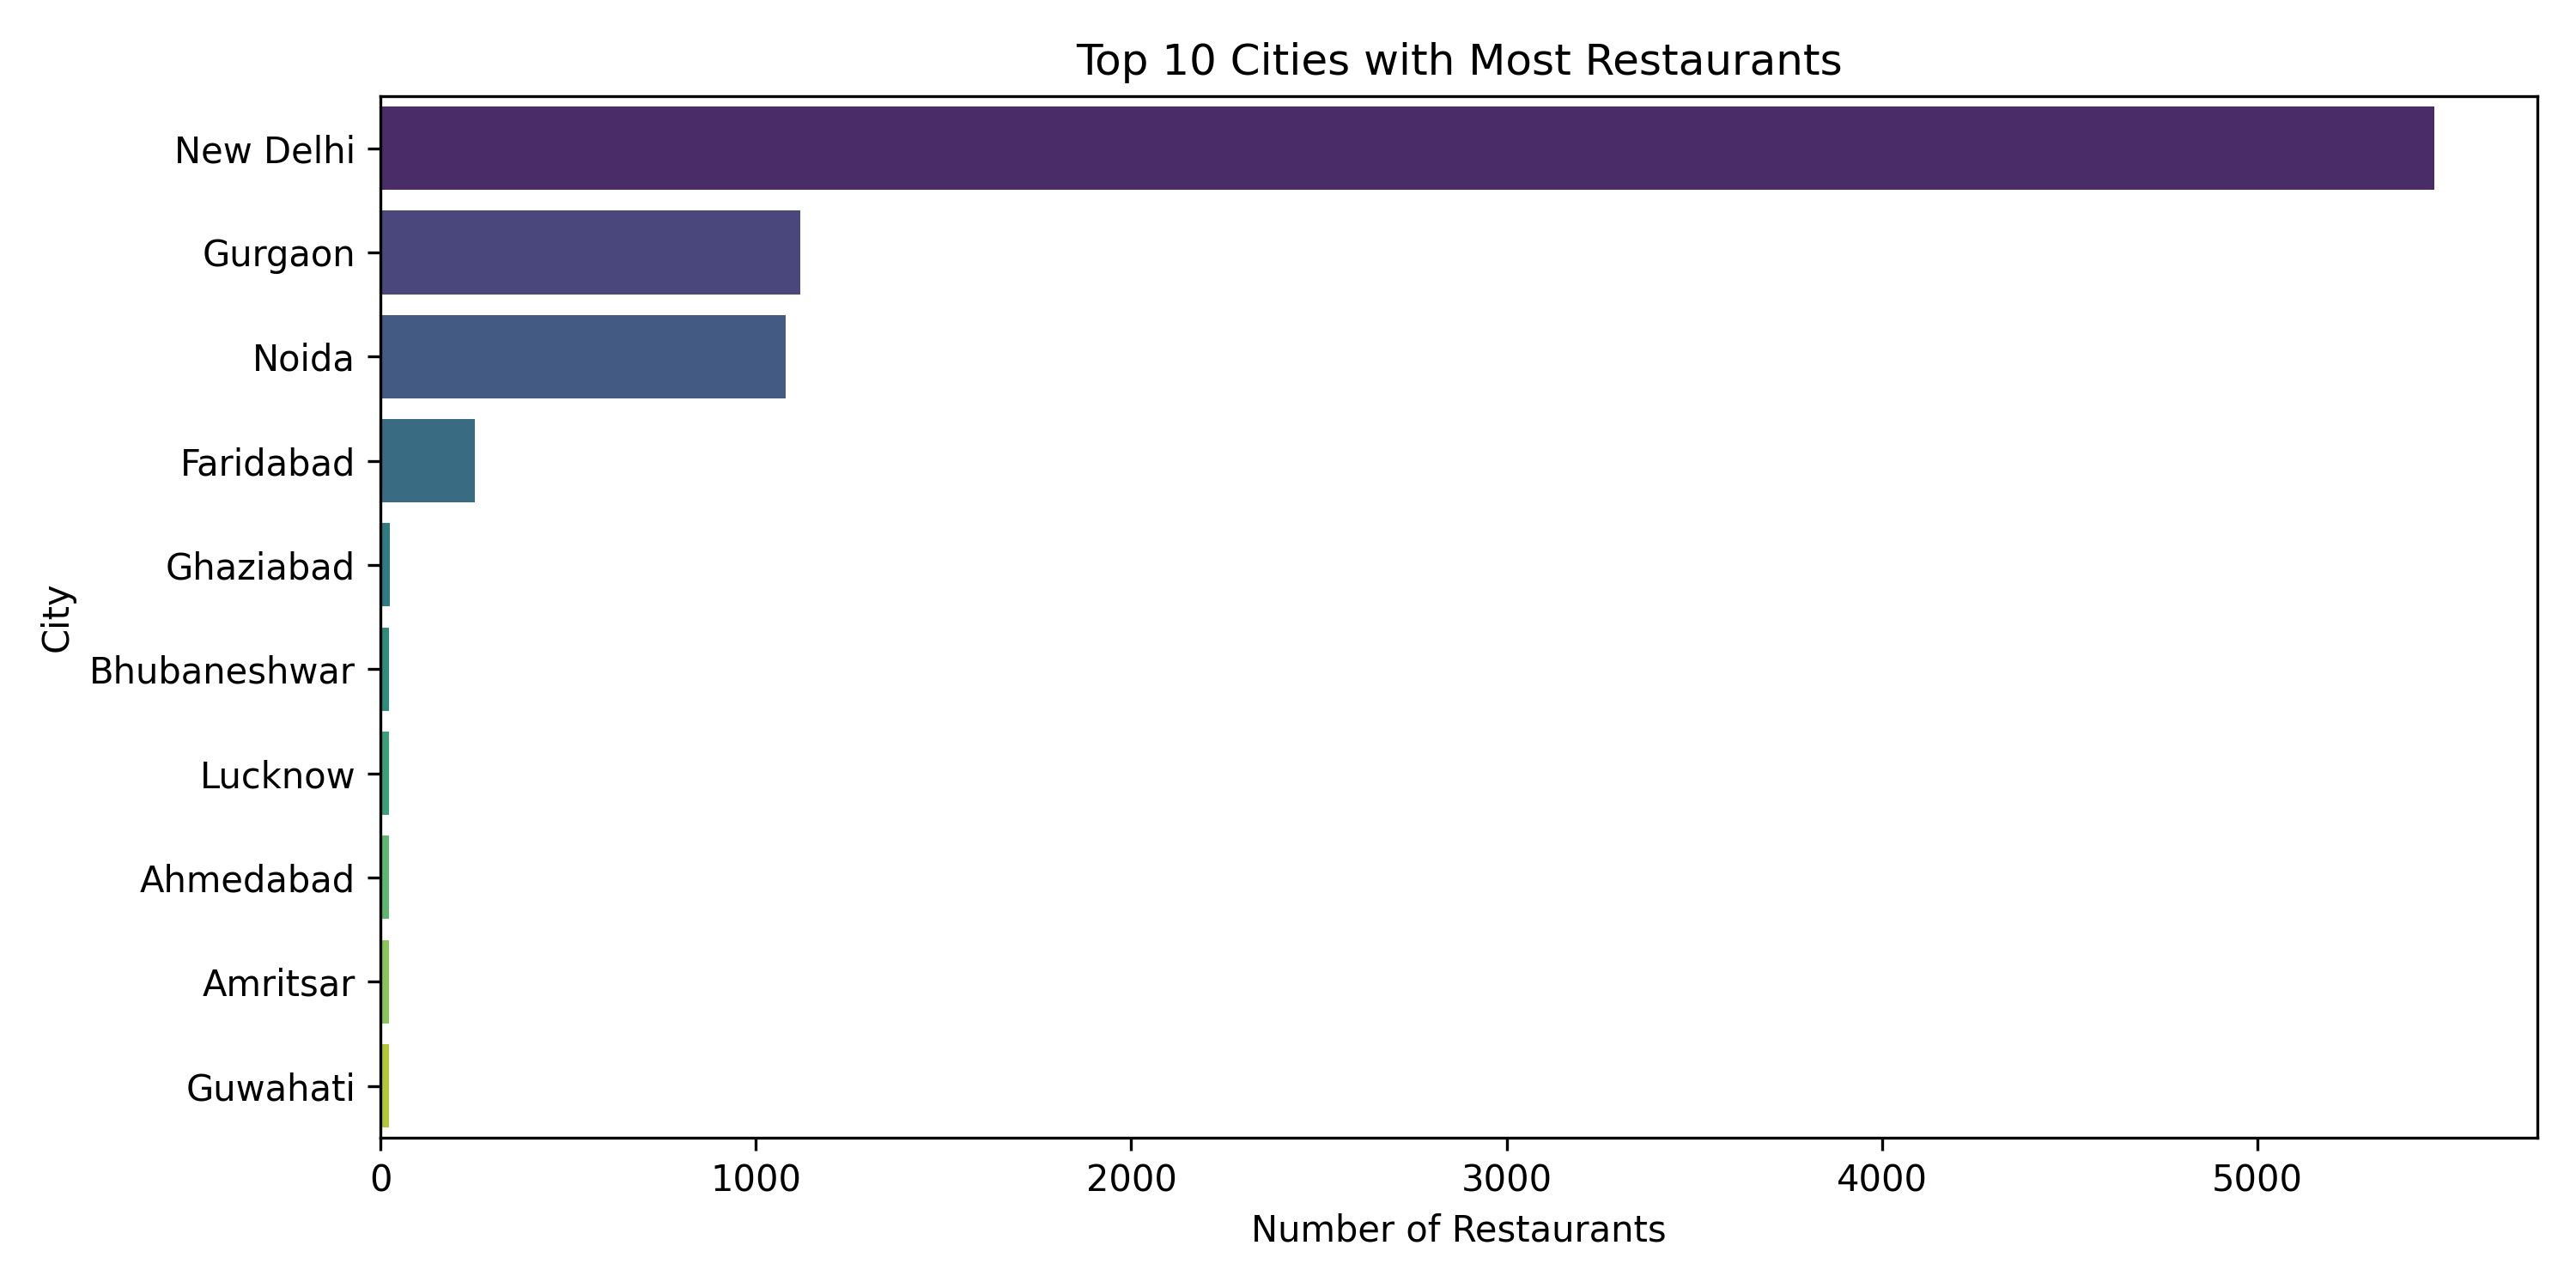 Top 10 Cities with Most Restaurants
City
New Delhi
Gurgaon
Noida
Faridabad
Ghaziabad
Bhubaneshwar
Lucknow
Ahmedabad
Amritsar
Guwahati
0 1000 2000 3000 4000 5000
Number of Restaurants